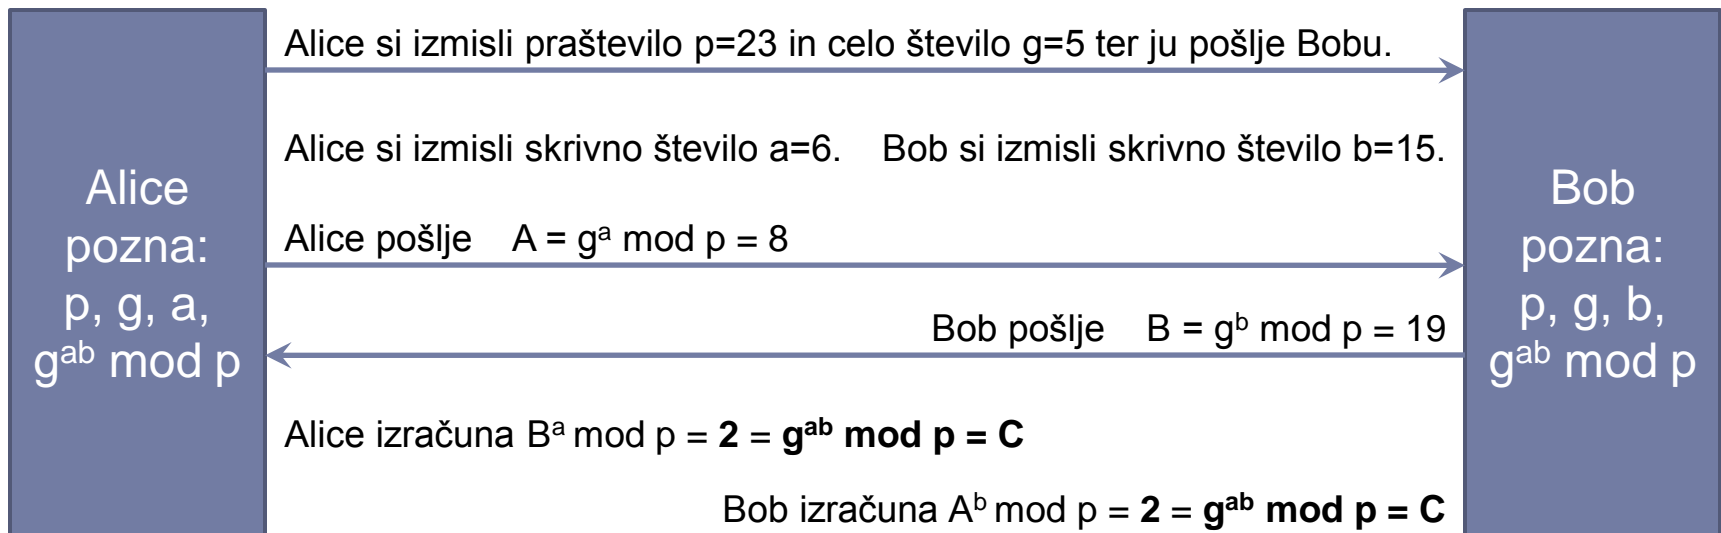 Alice si izmisli praštevilo p=23 in celo število g=5 ter ju pošlje Bobu.
Alice si izmisli skrivno število a=6. Bob si izmisli skrivno število b=15.
Alice
pozna:
p, g, a,
gᵃᵇ mod p
Alice pošlje A = gᵃ mod p = 8
Bob pošlje B = gᵇ mod p = 19
Alice izračuna Bᵃ mod p = 2 = gᵃᵇ mod p = C
Bob izračuna Aᵇ mod p = 2 = gᵃᵇ mod p = C
Bob
pozna:
p, g, b,
gᵃᵇ mod p